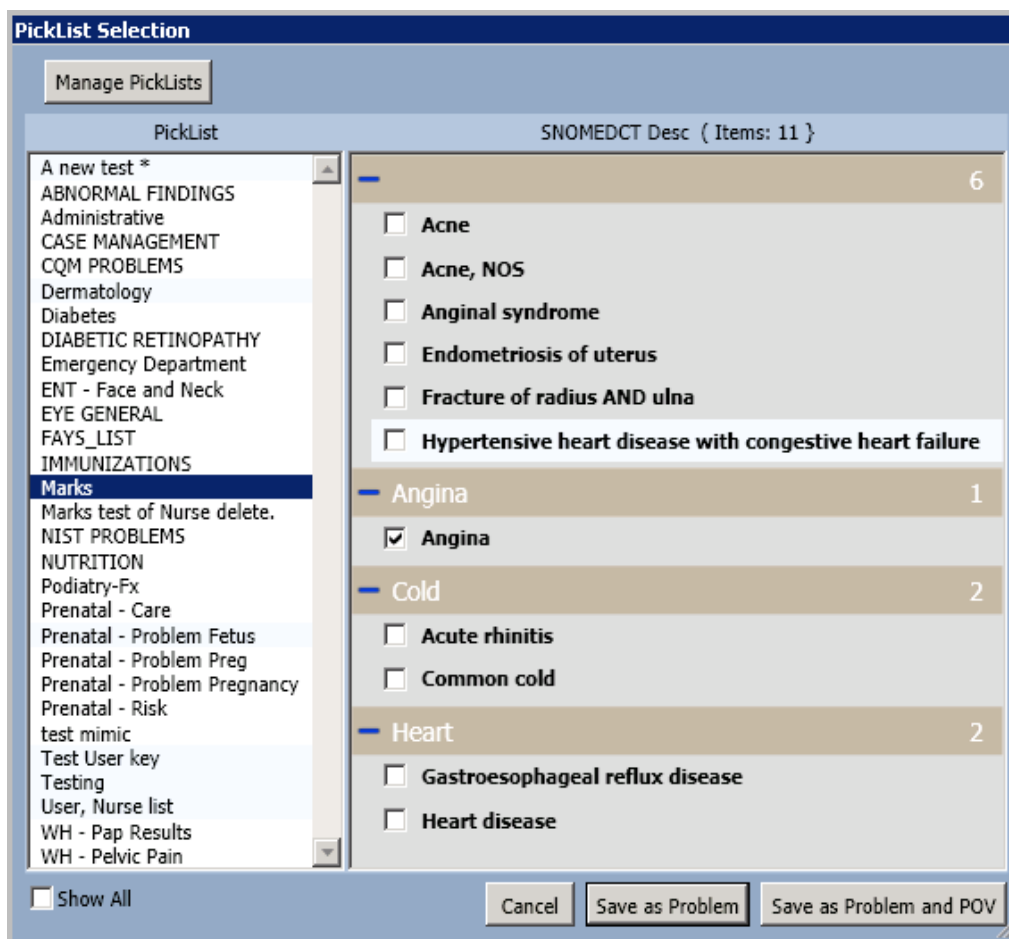 PickList Selection
Manage PickLists
PickList
A new test *
ABNORMAL FINDINGS
Administrative
CASE MANAGEMENT
CQM PROBLEMS
Dermatology
Diabetes
DIABETIC RETINOPATHY
Emergency Department
ENT - Face and Neck
EYE GENERAL
FAYS_LIST
IMMUNIZATIONS
Marks
Marks test of Nurse delete.
NIST PROBLEMS
NUTRITION
Podiatry-Fx
Prenatal - Care
Prenatal - Problem Fetus
Prenatal - Problem Preg
Prenatal - Problem Pregnancy
Prenatal - Risk
test mimic
Test User key
Testing
User, Nurse list
WH - Pap Results
WH - Pelvic Pain
SNOMEDCT Desc ( Items: 11 }
6
Acne
Acne, NOS
Anginal syndrome
Endometriosis of uterus
Fracture of radius AND ulna
Hypertensive heart disease with congestive heart failure
Angina 1
Angina
Cold 2
Acute rhinitis
Common cold
Heart 2
Gastroesophageal reflux disease
Heart disease
Show All
Cancel
Save as Problem
Save as Problem and POV